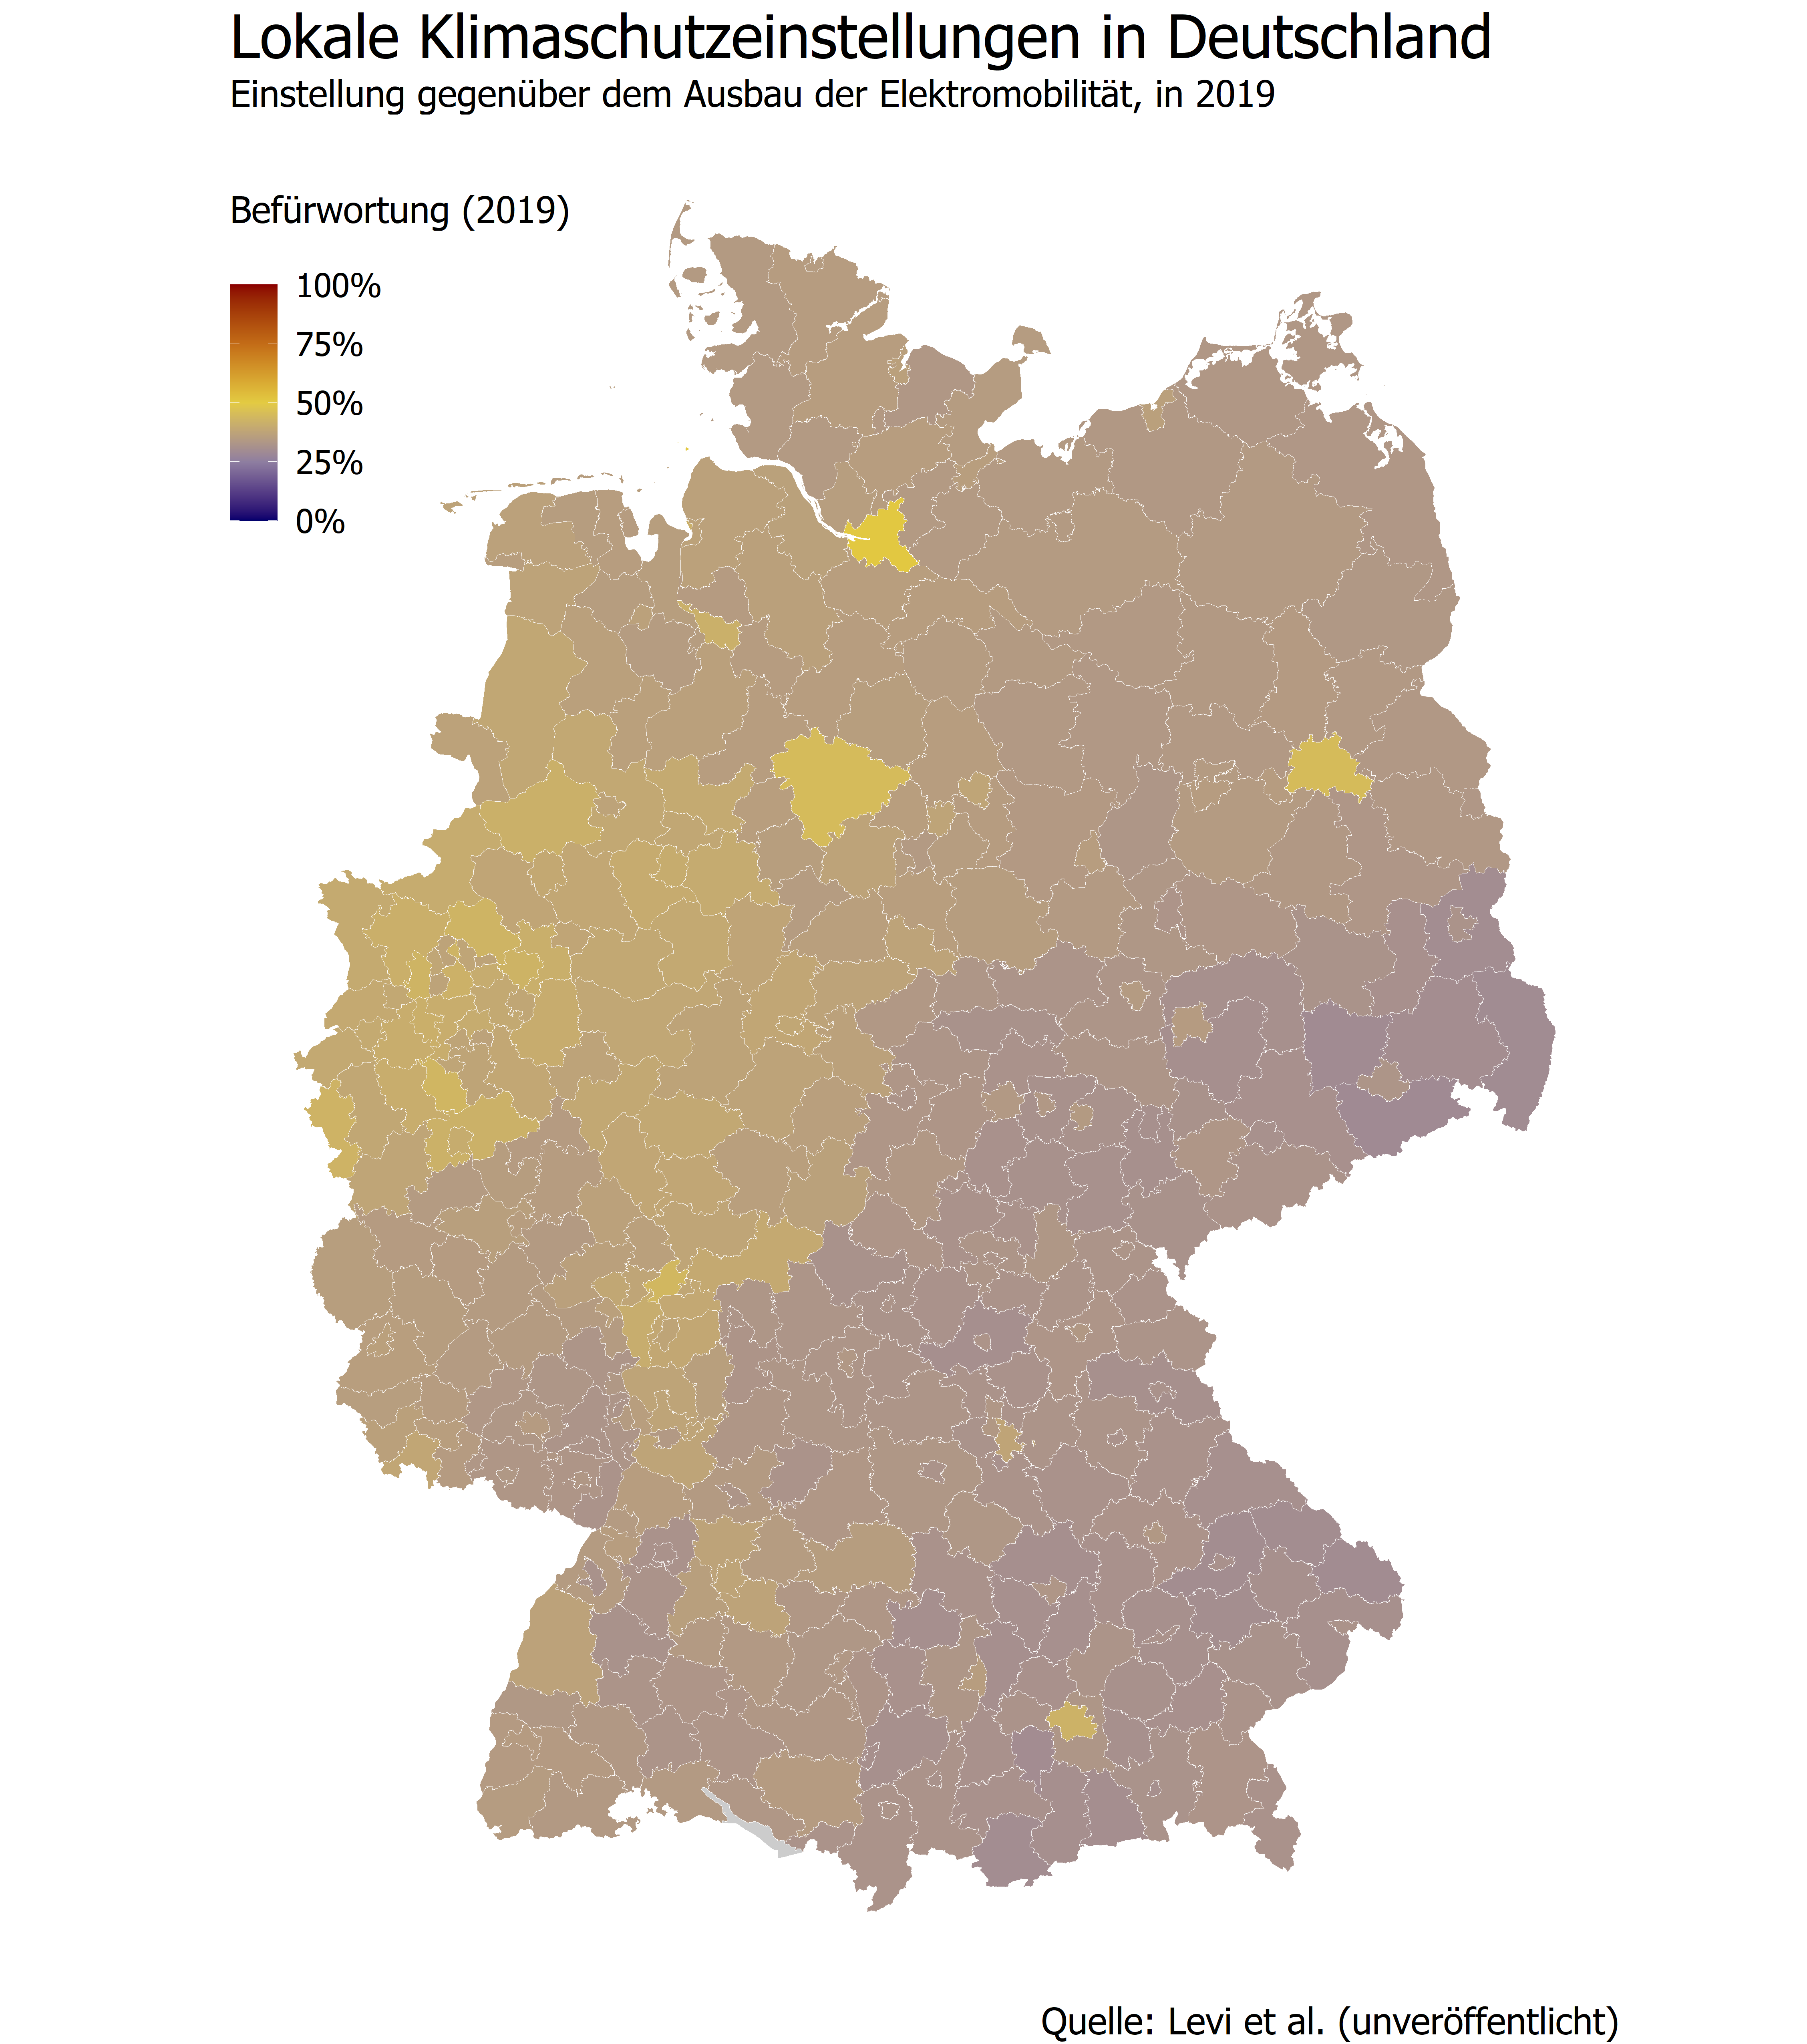 Lokale Klimaschutzeinstellungen in Deutschland
Einstellung gegenüber dem Ausbau der Elektromobilität, in 2019
Befürwortung (2019)
100%
75%
50%
25%
0%
Quelle: Levi et al. (unveröffentlicht)